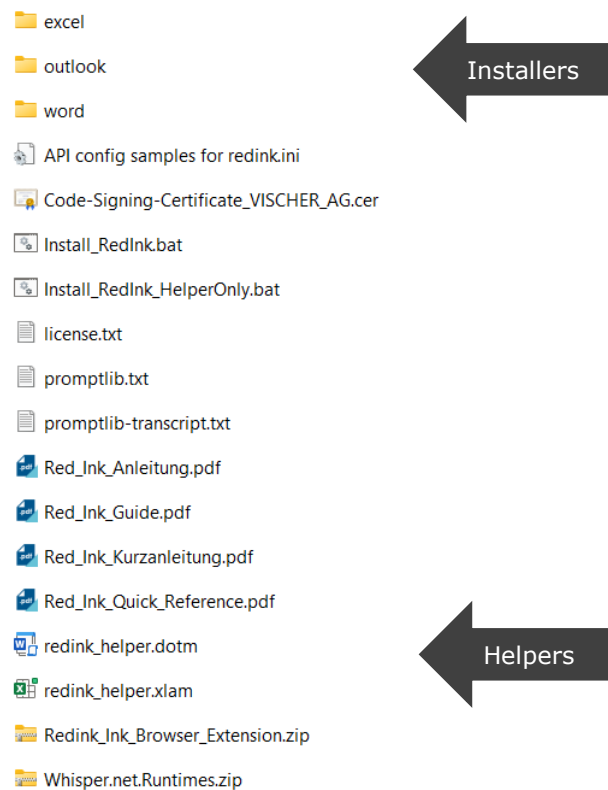 excel
outlook
Installers
word
API config samples for redink.ini
Code-Signing-Certificate_VISCHER_AG.cer
Install_RedInk.bat
Install_RedInk_HelperOnly.bat
license.txt
promptlib.txt
promptlib-transcript.txt
Red_Ink_Anleitung.pdf
Red_Ink_Guide.pdf
Red_Ink_Kurzanleitung.pdf
Red_Ink_Quick_Reference.pdf
redink_helper.dotm
Helpers
redink_helper.xlam
Redink_Ink_Browser_Extension.zip
Whisper.net.Runtimes.zip